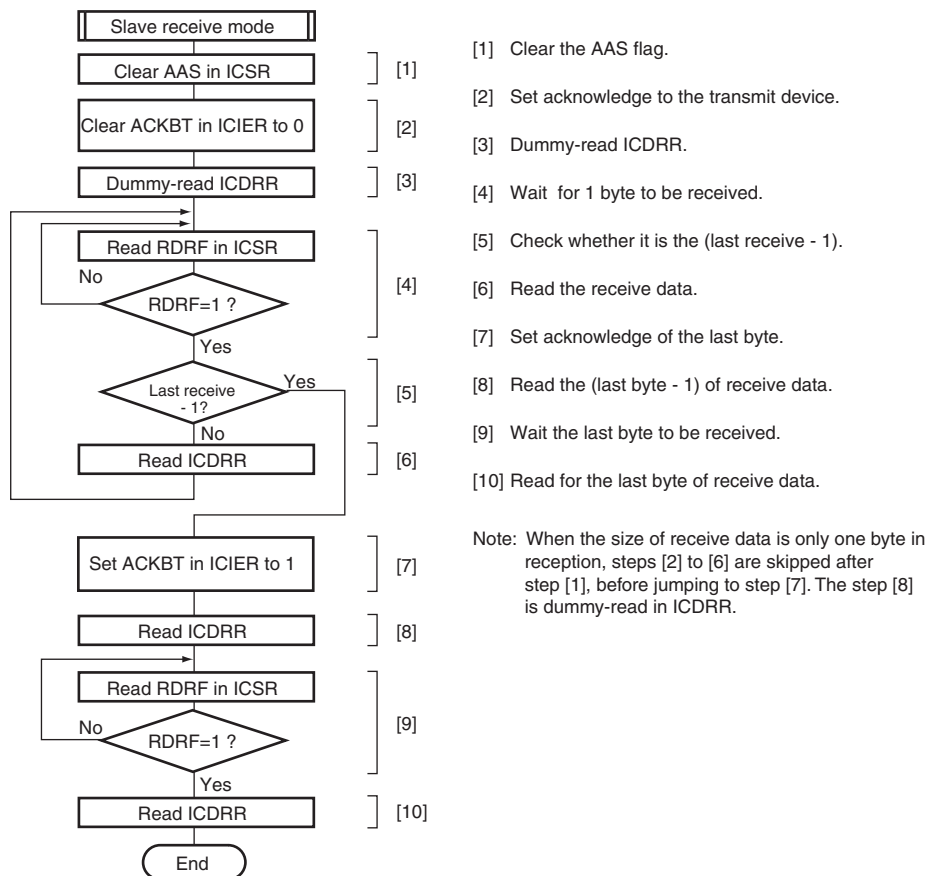 Slave receive mode
Clear AAS in ICSR
[1]
Clear ACKBT in ICIER to 0
[2]
Dummy-read ICDRR
[3]
Read RDRF in ICSR
No
RDRF=1 ?
[4]
Yes
Last receive
- 1?
Yes
[5]
No
Read ICDRR
[6]
Set ACKBT in ICIER to 1
[7]
Read ICDRR
[8]
Read RDRF in ICSR
No
RDRF=1 ?
[9]
Yes
Read ICDRR
[10]
End
[1] Clear the AAS flag.
[2] Set acknowledge to the transmit device.
[3] Dummy-read ICDRR.
[4] Wait for 1 byte to be received.
[5] Check whether it is the (last receive - 1).
[6] Read the receive data.
[7] Set acknowledge of the last byte.
[8] Read the (last byte - 1) of receive data.
[9] Wait the last byte to be received.
[10] Read for the last byte of receive data.
Note: When the size of receive data is only one byte in
reception, steps [2] to [6] are skipped after
step [1], before jumping to step [7]. The step [8]
is dummy-read in ICDRR.